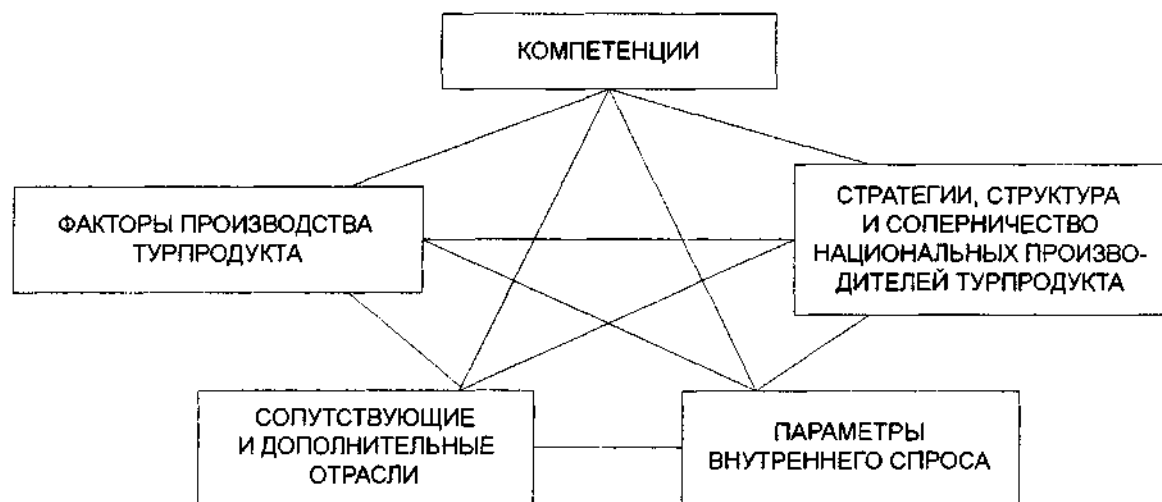 КОМПЕТЕНЦИИ
ФАКТОРЫ ПРОИЗВОДСТВА
ТУРПРОДУКТА
СТРАТЕГИИ, СТРУКТУРА
И СОПЕРНИЧЕСТВО
НАЦИОНАЛЬНЫХ ПРОИЗВО-
ДИТЕЛЕЙ ТУРПРОДУКТА
СОПУТСТВУЮЩИЕ
И ДОПОЛНИТЕЛЬНЫЕ
ОТРАСЛИ
ПАРАМЕТРЫ
ВНУТРЕННЕГО СПРОСА